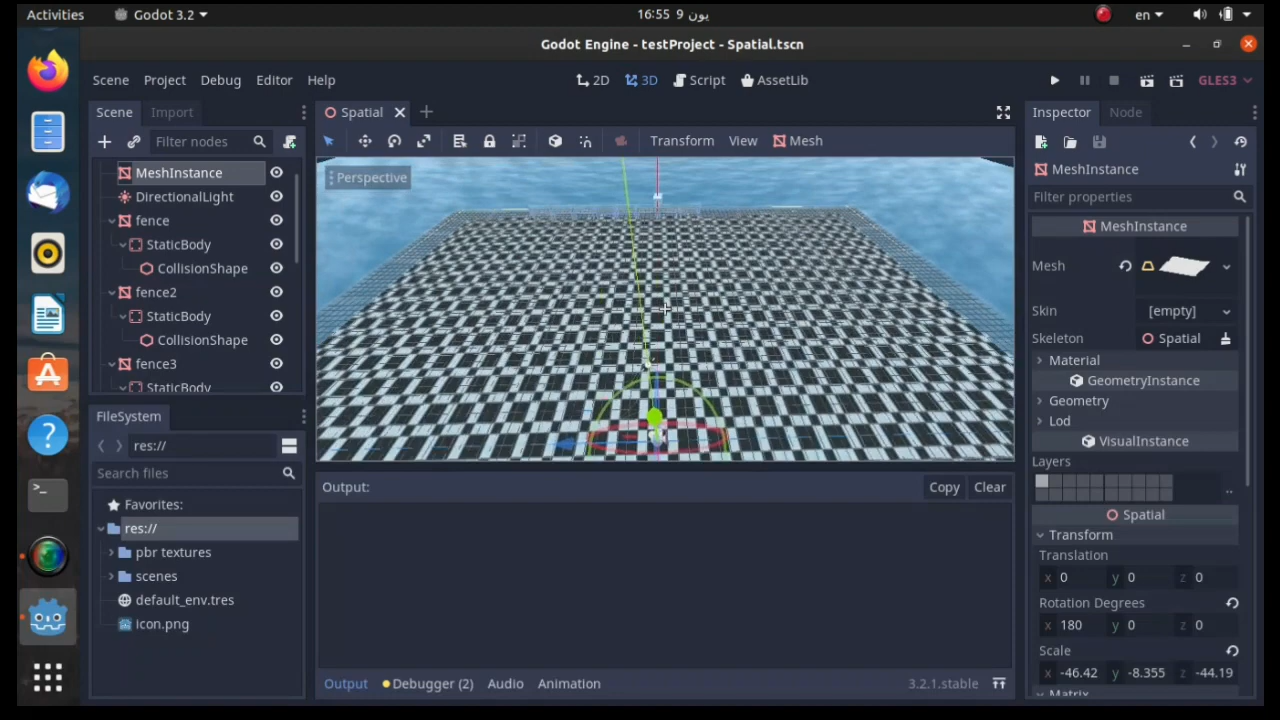 Activities Godot 3.2 16:55 9 يون en
Godot Engine - testProject - Spatial.tscn
Scene Project Debug Editor Help 2D 3D Script AssetLib GLES3
Scene Import Spatial Inspector Node
Filter nodes Transform View Mesh
MeshInstance
Perspective
MeshInstance
Filter properties
DirectionalLight
fence
MeshInstance
StaticBody
CollisionShape
Mesh
fence2
StaticBody
Skin [empty]
CollisionShape
Skeleton Spatial
fence3
Material
StaticBody
GeometryInstance
Geometry
FileSystem
Lod
res://
VisualInstance
Search files
Layers
Output: Copy Clear
..
Favorites:
Spatial
res://
Transform
pbr textures
Translation
scenes
x 0 y 0 z 0
default_env.tres
Rotation Degrees
icon.png
x 180 y 0 z 0
Scale
x -46.42 y -8.355 z -44.19
Matrix
Output Debugger (2) Audio Animation 3.2.1.stable